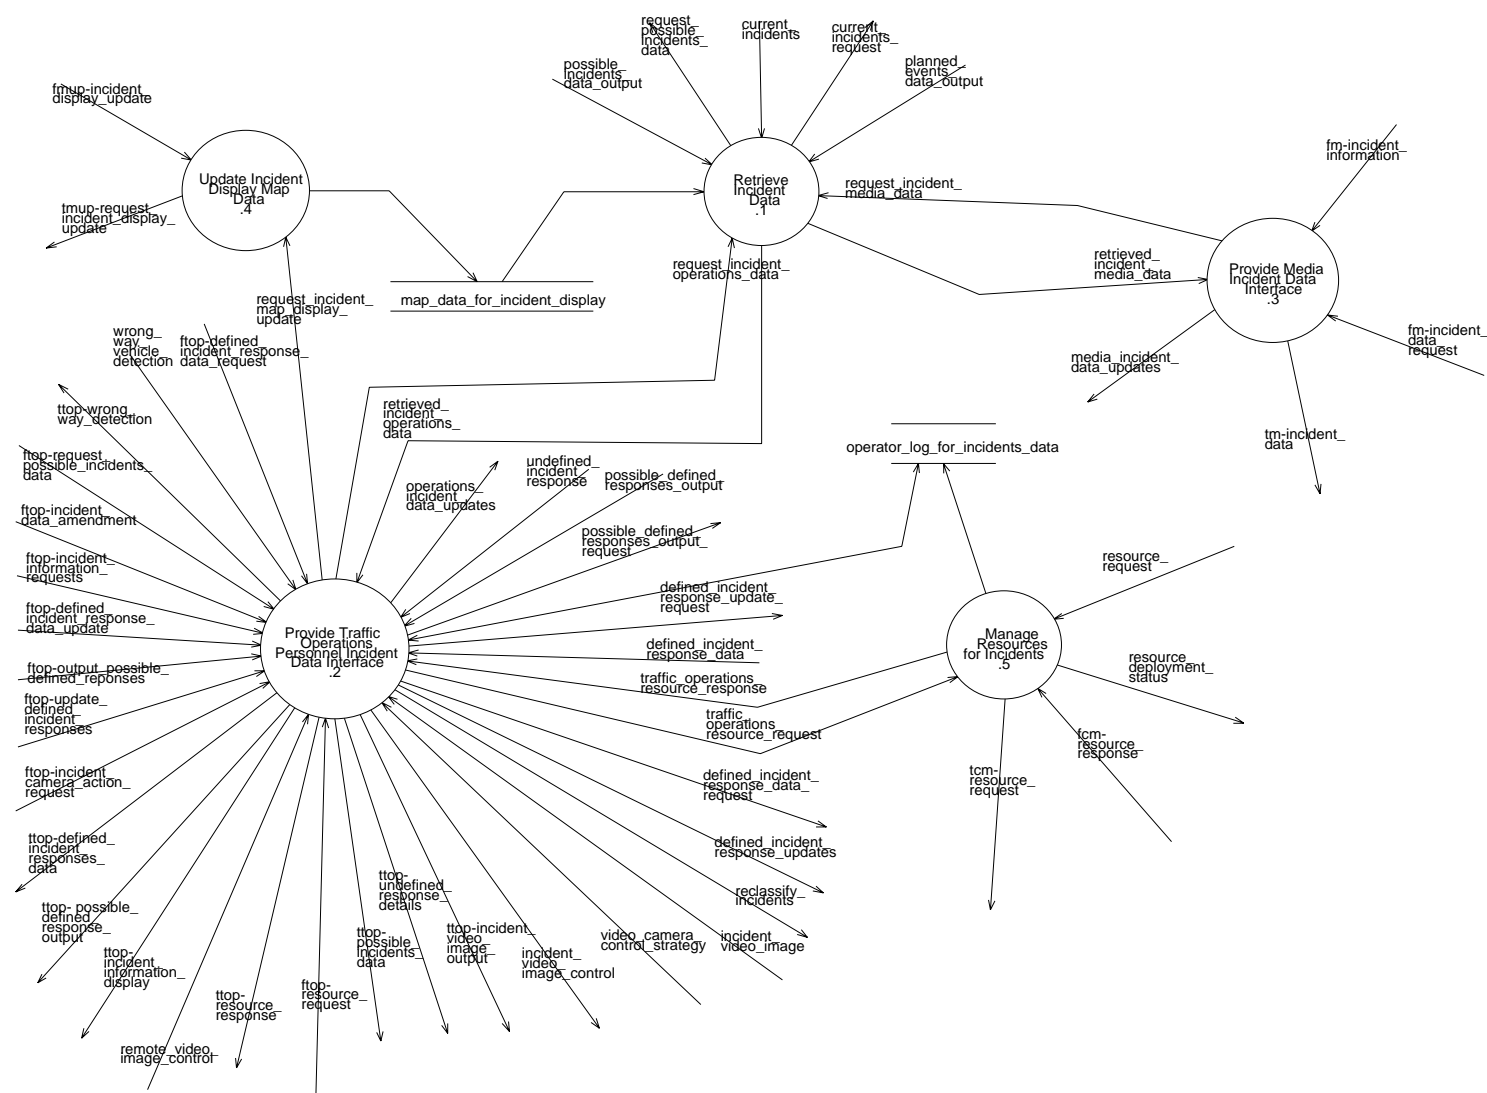 request_
possible_
incidents_
data
current_
incidents
current_
incidents_
request
possible_
incidents_
data_output
planned_
events_
data_output
fmup-incident_
display_update
fm-incident_
information
Update Incident
Display Map
Data
.4
Retrieve
Incident
Data
.1
request_incident_
media_data
tmup-request_
incident_display_
update
request_incident_
operations_data
retrieved_
incident_
media_data
Provide Media
Incident Data
Interface
.3
request_incident_
map_display_
update
map_data_for_incident_display
wrong_
way_
vehicle_
detection
ftop-defined_
incident_response_
data_request
fm-incident_
data_
request
media_incident_
data_updates
ttop-wrong_
way_detection
retrieved_
incident_
operations_
data
tm-incident_
data
operator_log_for_incidents_data
ftop-request_
possible_incidents_
data
operations_
incident_
data_updates
undefined_
incident_
response
possible_defined_
responses_output
ftop-incident_
data_amendment
possible_defined_
responses_output_
request
ftop-incident_
information_
requests
resource_
request
defined_incident_
response_update_
request
ftop-defined_
incident_response_
data_update
Provide Traffic
Operations
Personnel Incident
Data Interface
.2
Manage
Resources
for Incidents
.5
defined_incident_
response_data
ftop-output_possible_
defined_reponses
traffic_operations_
resource_response
resource_
deployment_
status
ftop-update_
defined_
incident_
responses
traffic_
operations_
resource_request
fcm-
resource_
response
ftop-incident_
camera_action_
request
defined_incident_
response_data_
request
tcm-
resource_
request
ttop-defined_
incident_
responses_
data
defined_incident_
response_updates
ttop-
undefined_
response_
details
reclassify_
incidents
ttop- possible_
defined_
response_
output
ttop-
possible_
incidents_
data
ttop-incident_
video_
image_
output
incident_
video_
image_control
video_camera_
control_strategy
incident_
video_image
ttop-
incident_
information_
display
ttop-
resource_
response
ftop-
resource_
request
remote_video_
image_control